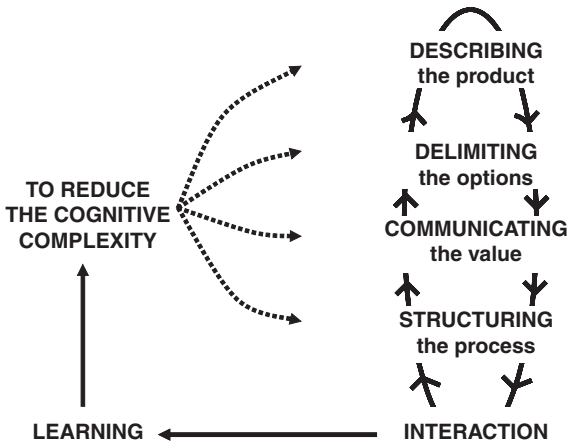 DESCRIBING
the product
DELIMITING
the options
TO REDUCE
THE COGNITIVE
COMPLEXITY
COMMUNICATING
the value
STRUCTURING
the process
LEARNING
INTERACTION